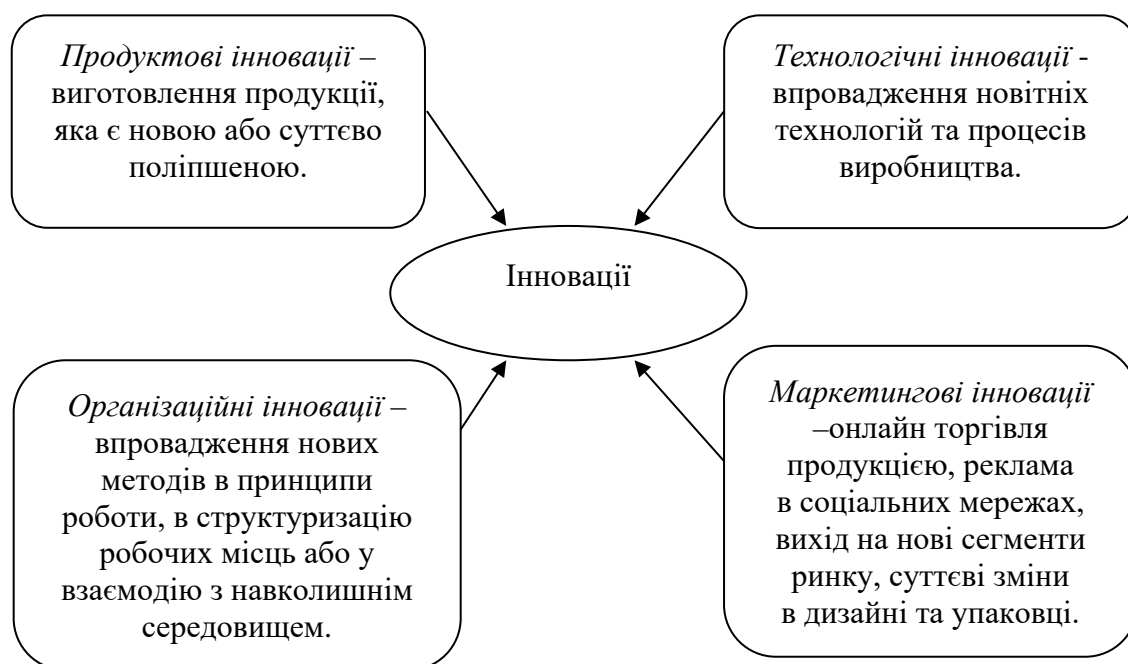 Продуктові інновації –
виготовлення продукції,
яка є новою або суттєво
поліпшеною.
Технологічні інновації -
впровадження новітніх
технологій та процесів
виробництва.
Інновації
Організаційні інновації –
впровадження нових
методів в принципи
роботи, в структуризацію
робочих місць або у
взаємодію з навколишнім
середовищем.
Маркетингові інновації
–онлайн торгівля
продукцією, реклама
в соціальних мережах,
вихід на нові сегменти
ринку, суттєві зміни
в дизайні та упаковці.